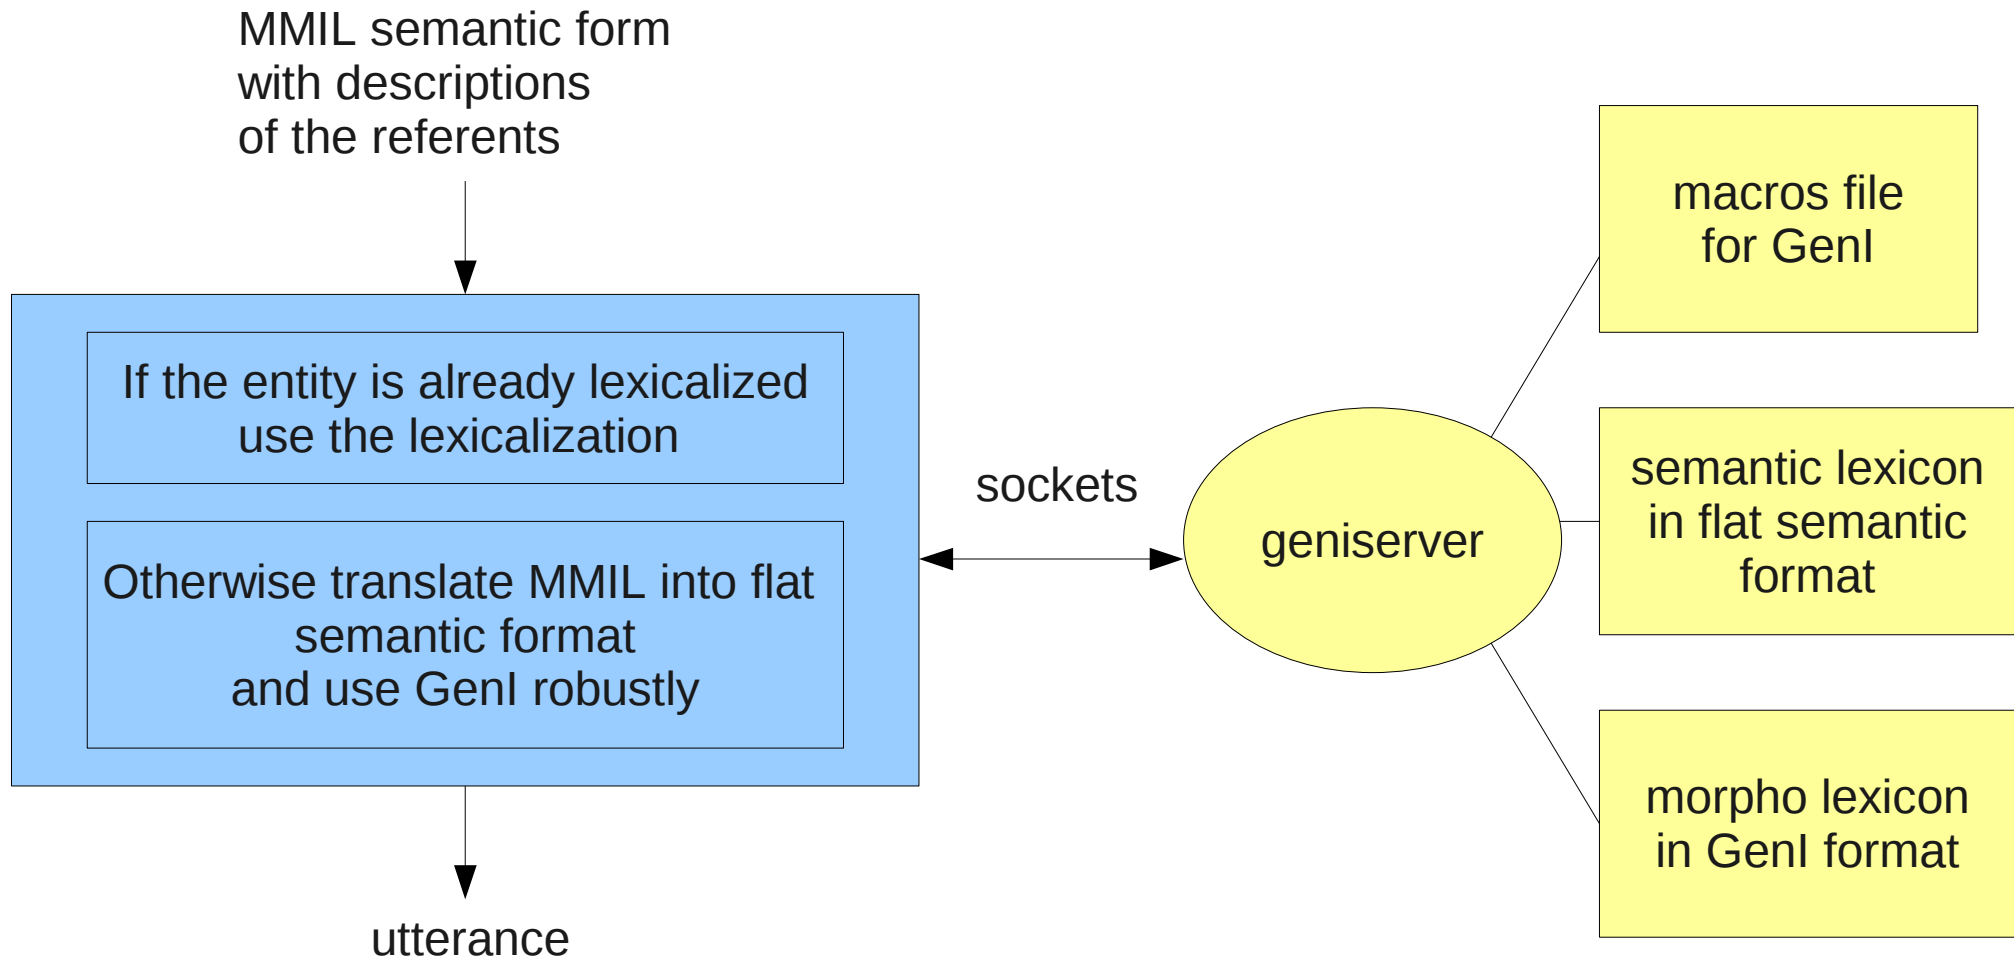 MMIL semantic form
with descriptions
of the referents
If the entity is already lexicalized
use the lexicalization
Otherwise translate MMIL into flat
semantic format
and use GenI robustly
utterance
sockets
geniserver
macros file
for GenI
semantic lexicon
in flat semantic
format
morpho lexicon
in GenI format